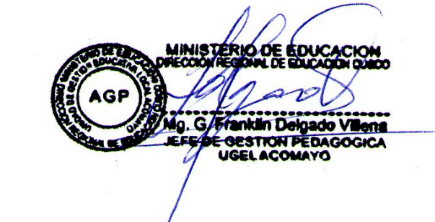 MINISTERIO DE EDUCACION
DIRECCION REGIONAL DE EDUCACION CUSCO
AGP
Mg. G. Franklin Delgado Villena
JEFE DE GESTION PEDAGOGICA
UGEL ACOMAYO